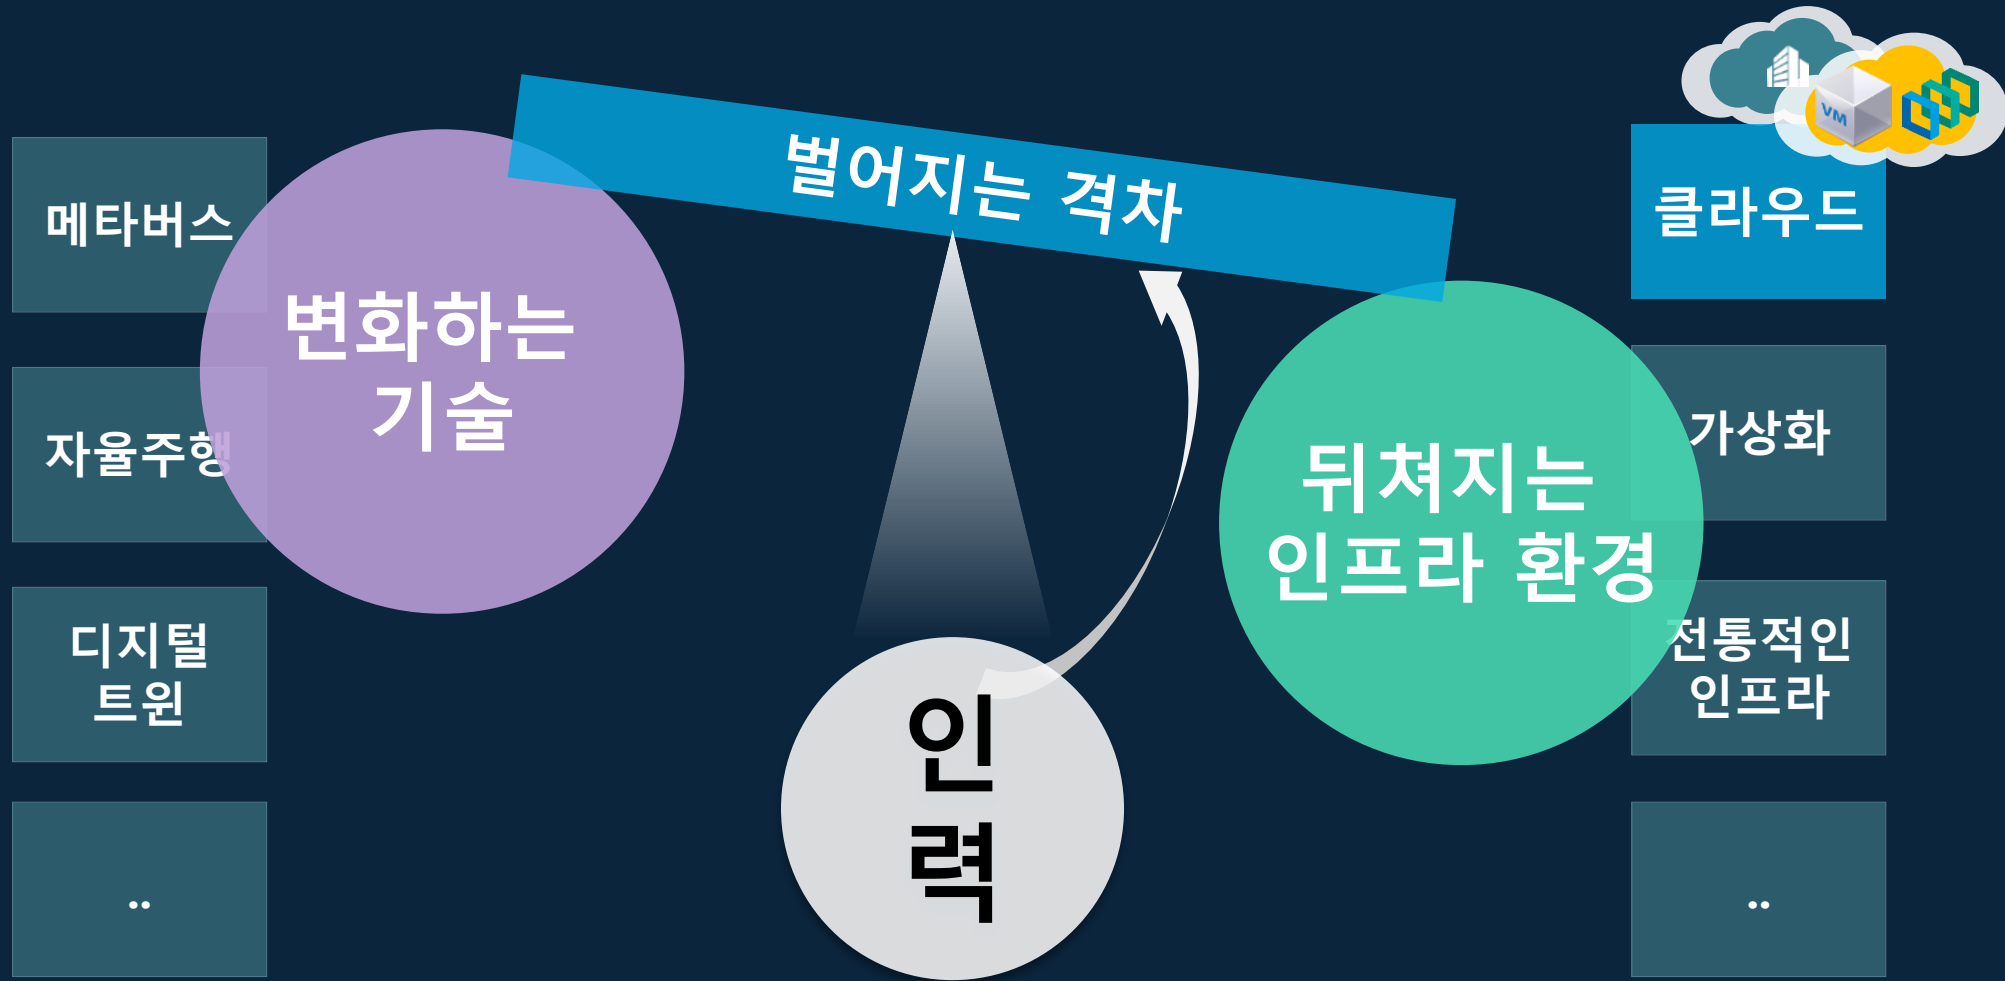 벌어지는 격차
메타버스
자율주행
디지털
트윈
..
변화하는
기술
인
력
뒤쳐지는
인프라 환경
VM
클라우드
가상화
전통적인
인프라
..